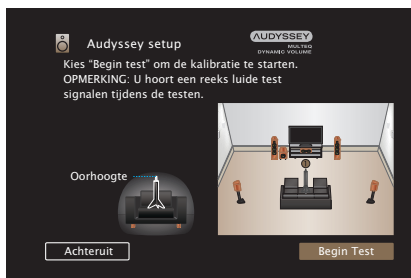 Audyssey setup
AUDYSSEY
MULTEQ
DYNAMIC VOLUME
Kies “Begin test” om de kalibratie te starten.
OPMERKING: U hoort een reeks luide test
signalen tijdens de testen.
Oorhoogte
Achteruit
Begin Test